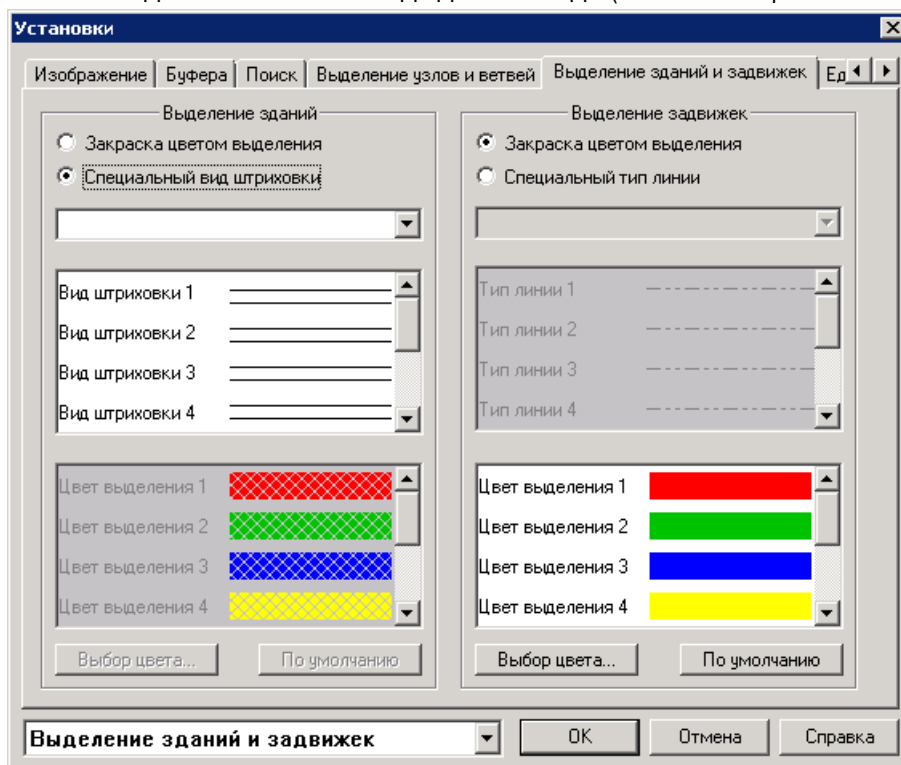 Установки
Изображение
Буфера
Поиск
Выделение узлов и ветвей
Выделение зданий и задвижек
Выделение зданий
Закраска цветом выделения
Специальный вид штриховки
Вид штриховки 1
Вид штриховки 2
Вид штриховки 3
Вид штриховки 4
Цвет выделения 1
Цвет выделения 2
Цвет выделения 3
Цвет выделения 4
Выбор цвета...
По умолчанию
Выделение задвижек
Закраска цветом выделения
Специальный тип линии
Тип линии 1
Тип линии 2
Тип линии 3
Тип линии 4
Цвет выделения 1
Цвет выделения 2
Цвет выделения 3
Цвет выделения 4
Выбор цвета...
По умолчанию
Выделение зданий и задвижек
OK
Отмена
Справка